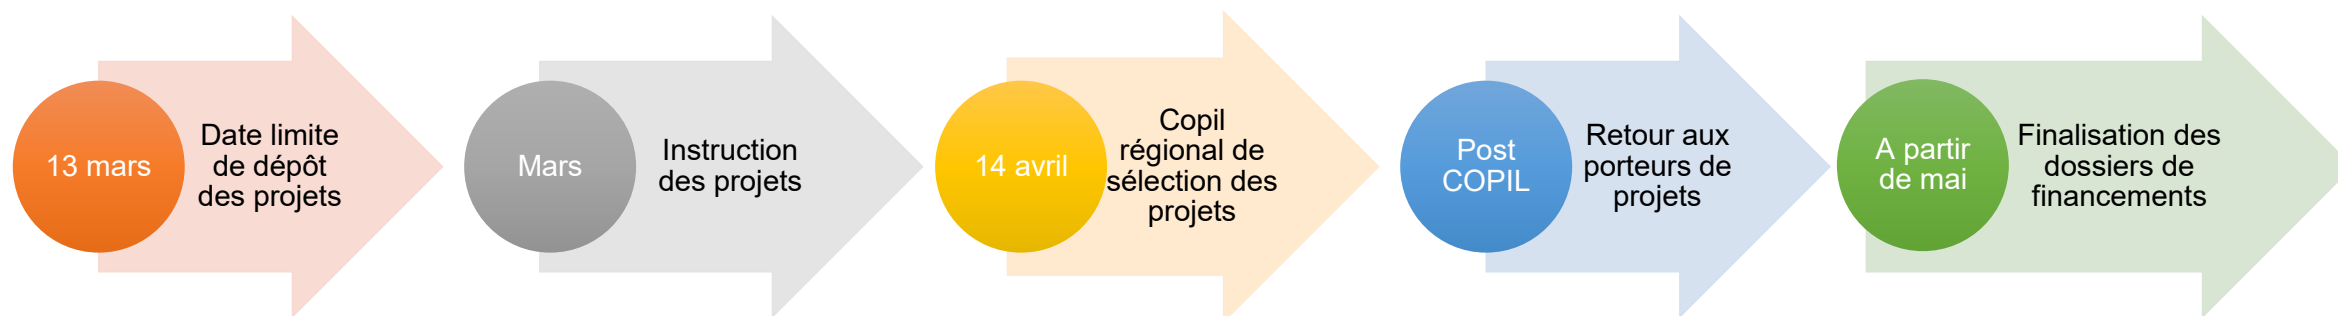 13 mars
Date limite
de dépôt
des projets
Mars
Instruction
des projets
14 avril
Copil
régional de
sélection des
projets
Post
COPIL
Retour aux
porteurs de
projets
A partir
de mai
Finalisation des
dossiers de
financements